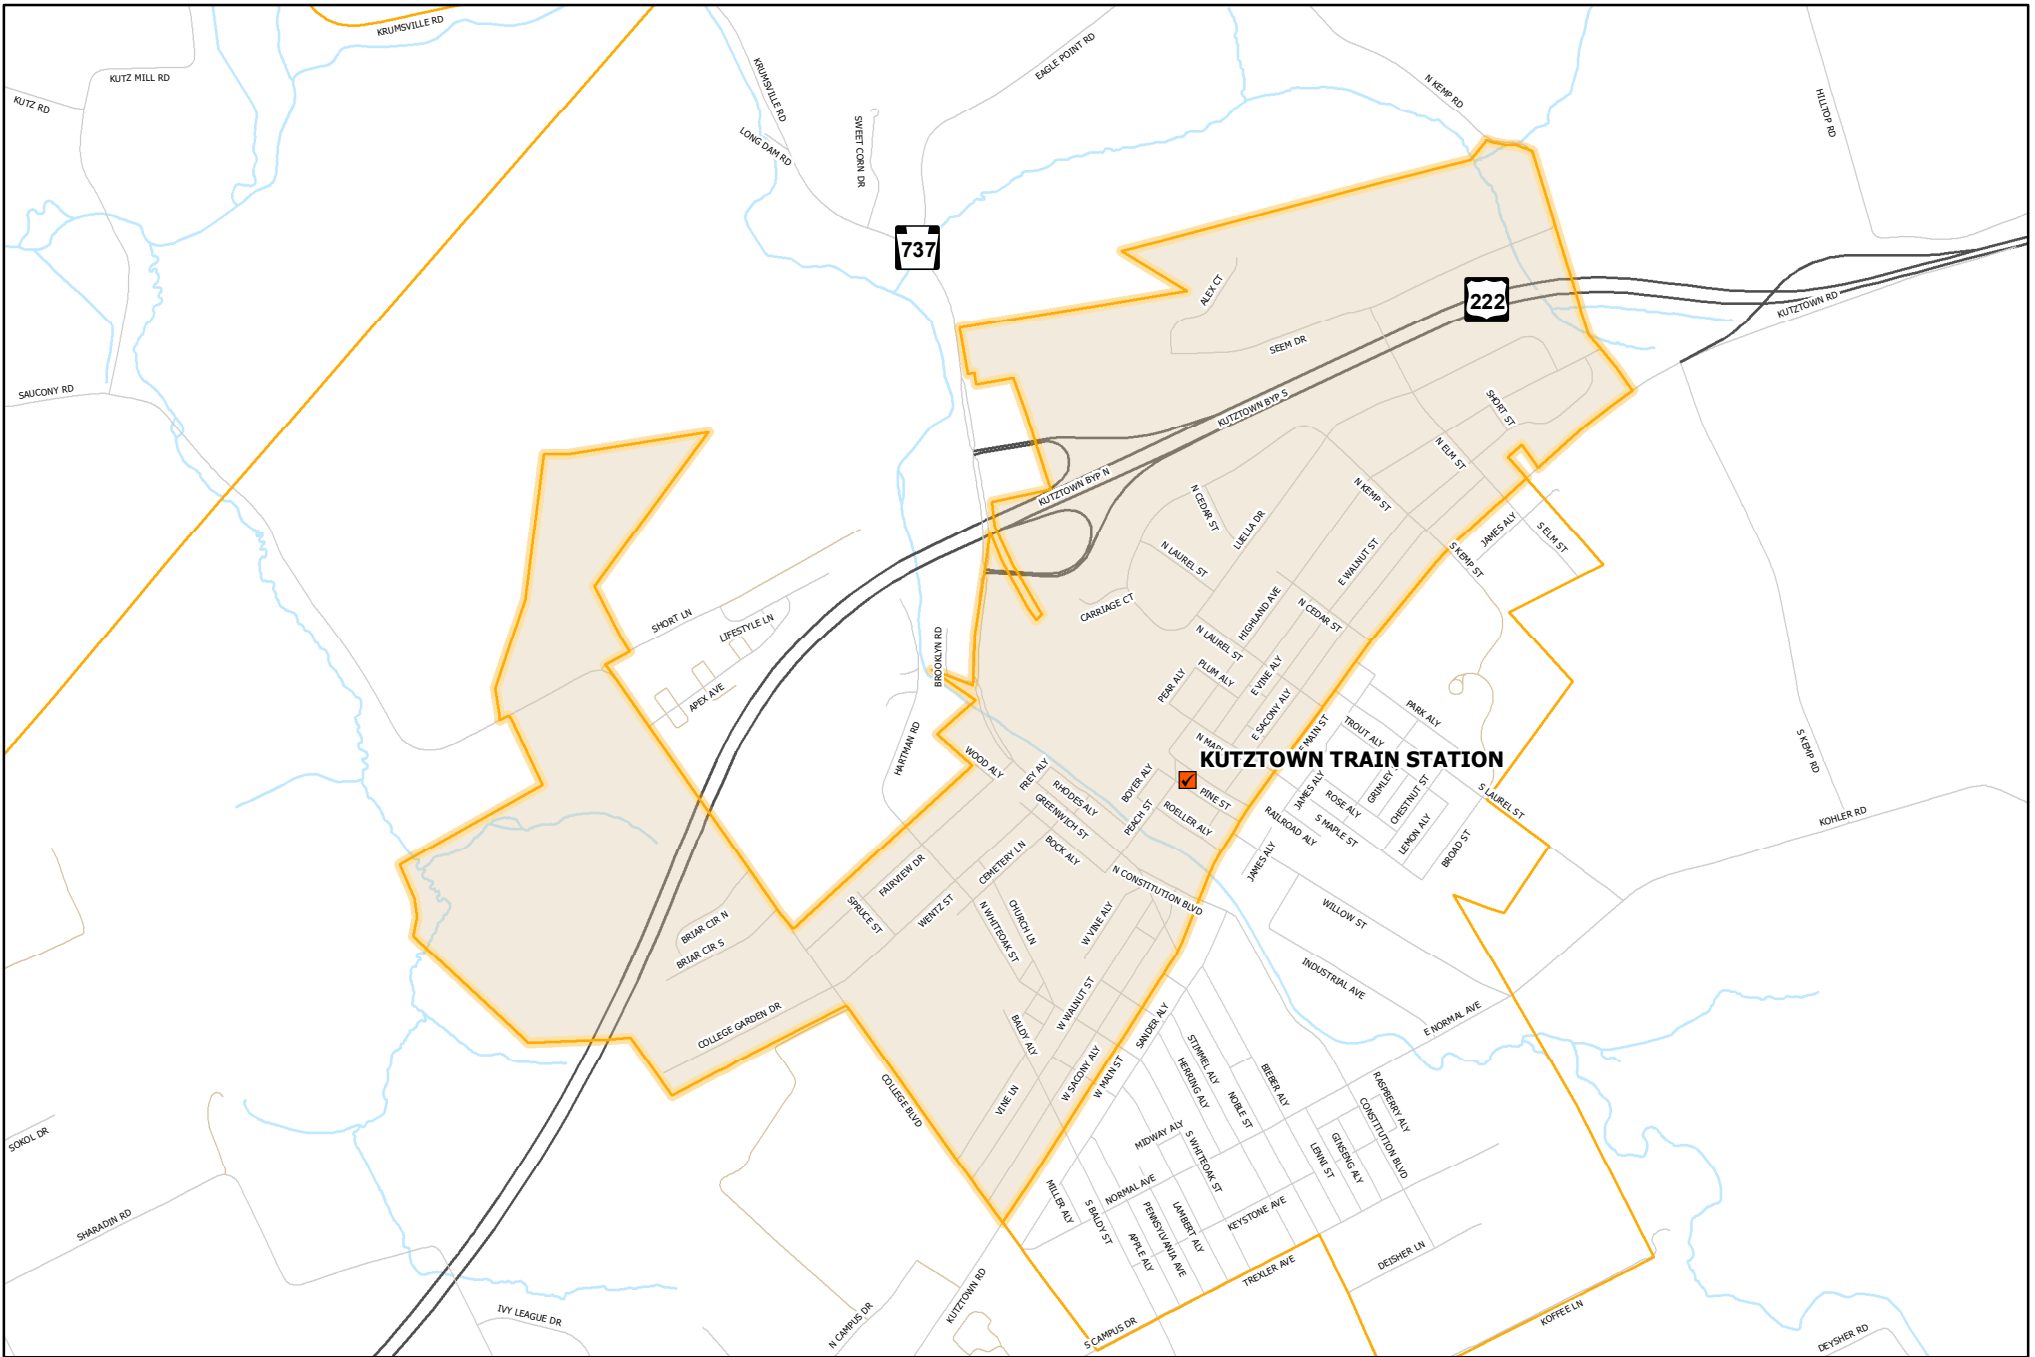 KRUMSVILLE RD
KUTZ MILL RD
KUTZ RD
KRUMSVILLE RD
EAGLE POINT RD
LONG DAM RD
SWEET CORN DR
N KEMP RD
HILLTOP RD
737
ALEX CT
222
KUTZTOWN RD
SEEM DR
SAUCONY RD
KUTZTOWN BYP S
SHORT ST
N ELM ST
KUTZTOWN BYP N
N KEMP ST
N CEDAR ST
LUELLA DR
JAMES ALY
S ELM ST
N LAUREL ST
E WALNUT ST
S KEMP ST
CARRIAGE CT
HIGHLAND AVE
N CEDAR ST
SHORT LN
LIFESTYLE LN
BROOKLYN RD
N LAUREL ST
PLUM ALY
E VINE ALY
PEAR ALY
APEX AVE
E SACONY ALY
PARK ALY
HARTMAN RD
WOOD ALY
N MAPL
E MAIN ST
TROUT ALY
S KEMP RD
KUTZTOWN TRAIN STATION
FREY ALY
RHODES ALY
BOYER ALY
PINE ST
JAMES ALY
GRIMLEY
ROSE ALY
CHESTNUT ST
S LAUREL ST
GREENWICH ST
PEACH ST
ROELLER ALY
RAILROAD ALY
S MAPLE ST
LEMON ALY
BROAD ST
KOHLER RD
BOCK ALY
JAMES ALY
CEMETERY LN
FAIRVIEW DR
N CONSTITUTION BLVD
SPRUCE ST
WENTZ ST
CHURCH LN
N WHITEOAK ST
W VINE ALY
WILLOW ST
BRIAR CIR N
BRIAR CIR S
INDUSTRIAL AVE
W WALNUT ST
COLLEGE GARDEN DR
BALDY ALY
SANDER ALY
E NORMAL AVE
STIMMEL ALY
W SACONY ALY
W MAIN ST
HERRING ALY
BIEBER ALY
COLLEGE BLVD
VINE LN
NOBLE ST
RASPBERRY ALY
CONSTITUTION BLVD
SOKOL DR
MIDWAY ALY
S WHITEOAK ST
LENNI ST
GINSENG ALY
SHARADIN RD
MILLER ALY
NORMAL AVE
S BALDY ST
PENNSYLVANIA AVE
LAMBERT ALY
KEYSTONE AVE
APPLE ALY
DEISHER LN
TREXLER AVE
KUTZTOWN RD
IVY LEAGUE DR
N CAMPUS DR
S CAMPUS DR
KOFFEE LN
DEYSHER RD